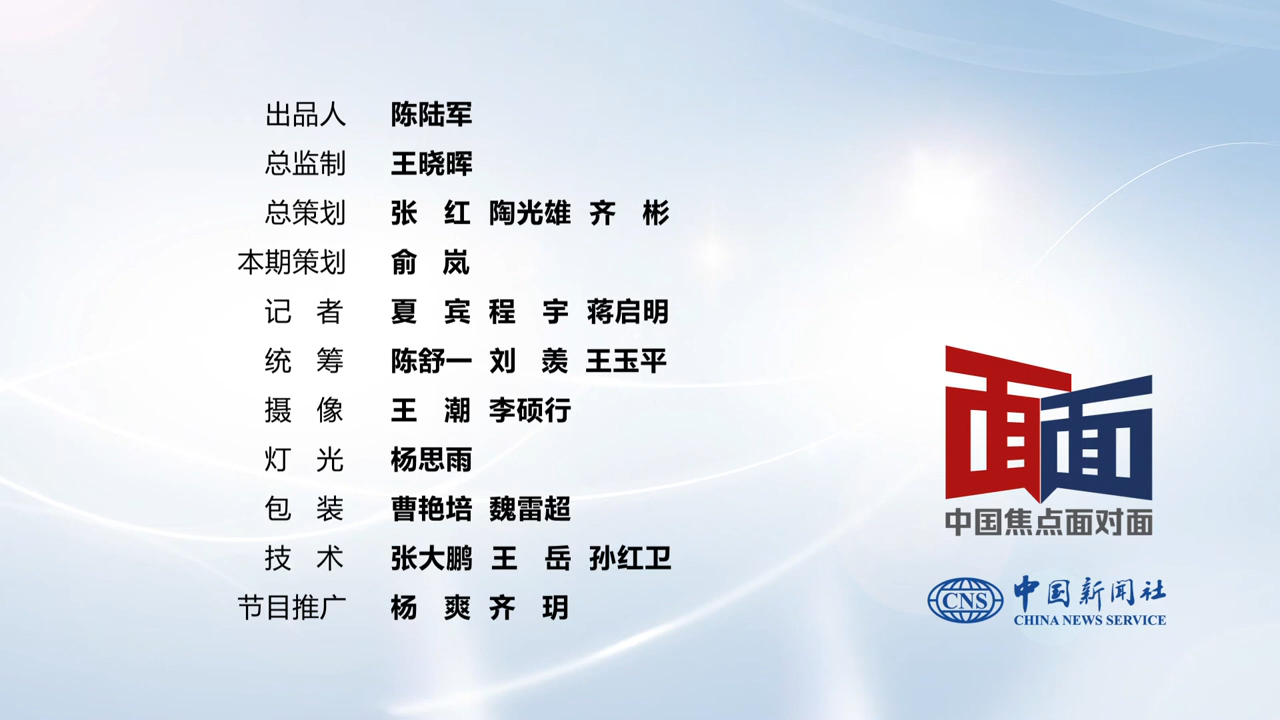 出品人 陈陆军
总监制 王晓晖
总策划 张 红 陶光雄 齐 彬
本期策划 俞 岚
记 者 夏 宾 程 宇 蒋启明
统 筹 陈舒一 刘 羡 王玉平
摄 像 王 潮 李硕行
灯 光 杨思雨
包 装 曹艳培 魏雷超
技 术 张大鹏 王 岳 孙红卫
节目推广 杨 爽 齐 玥
面面
中国焦点面对面
CNS 中国新闻社
CHINA NEWS SERVICE